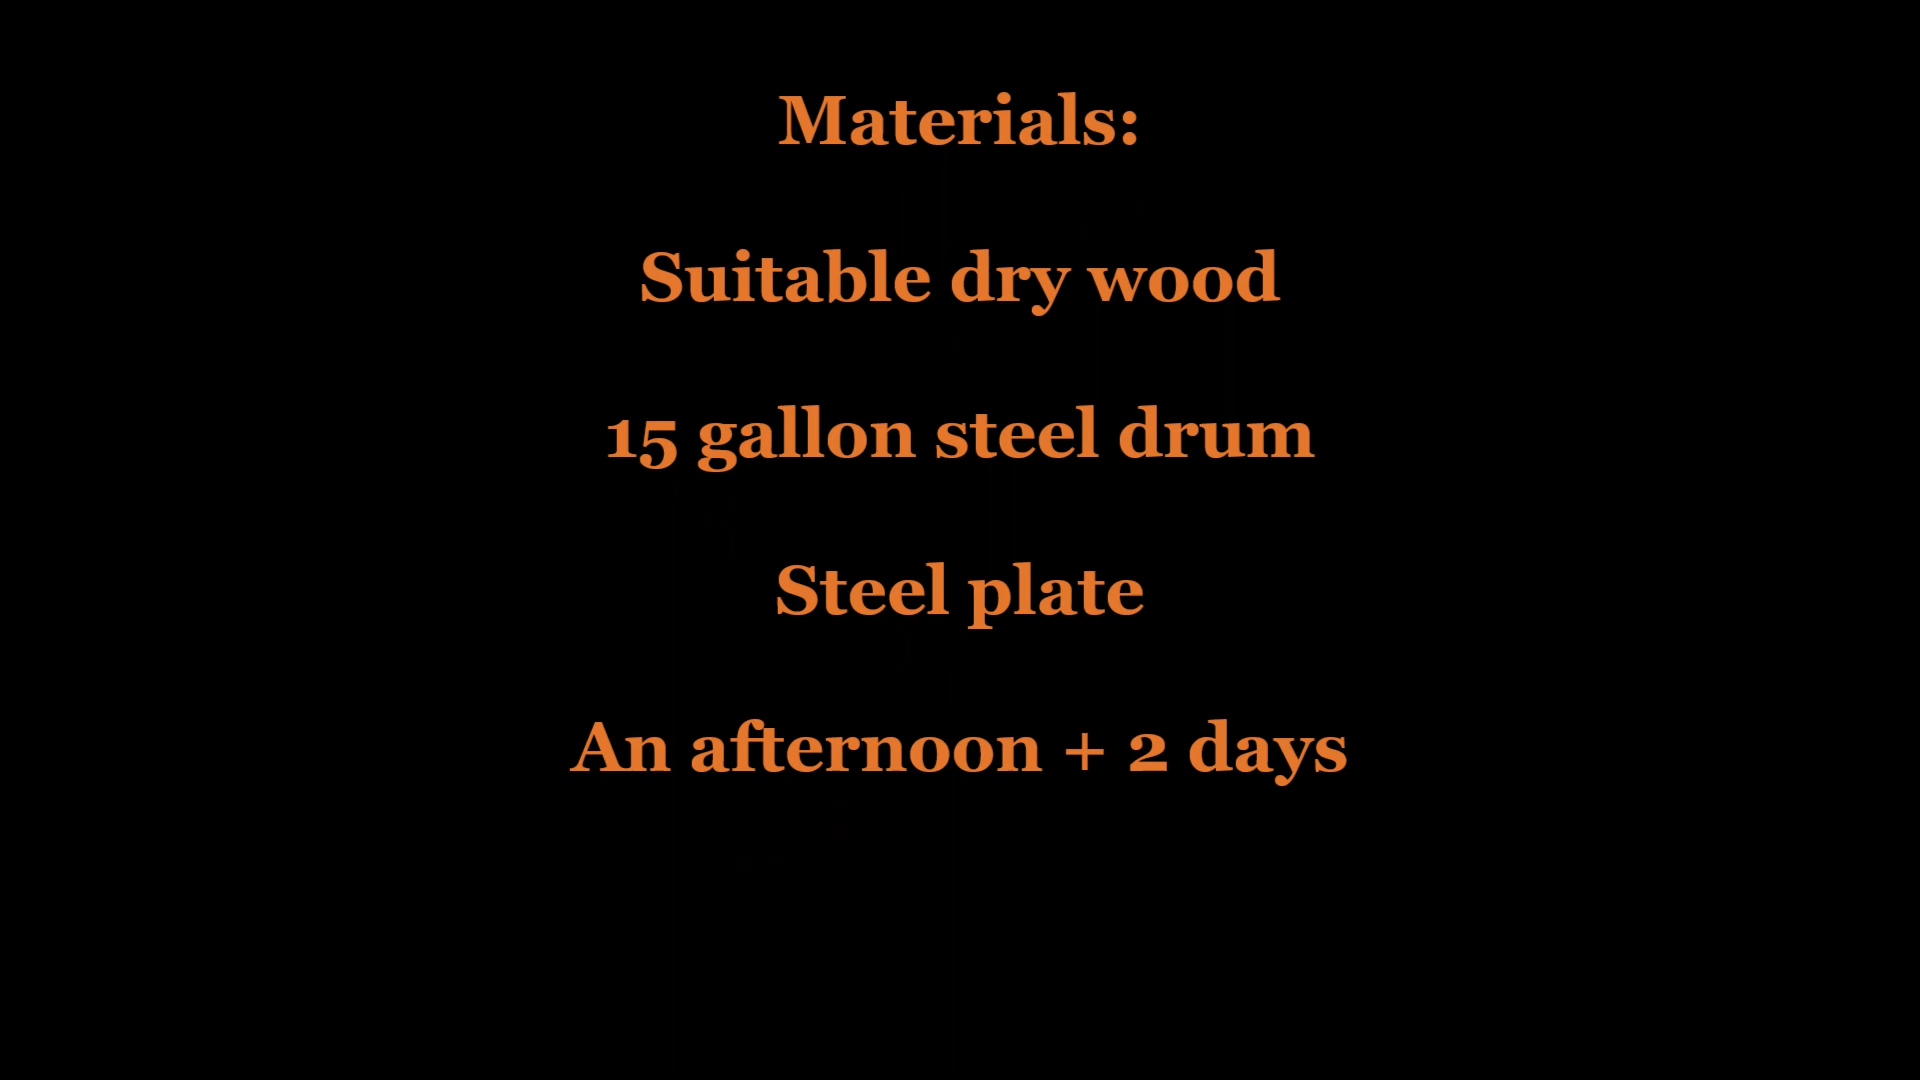 Materials:
Suitable dry wood
15 gallon steel drum
Steel plate
An afternoon + 2 days